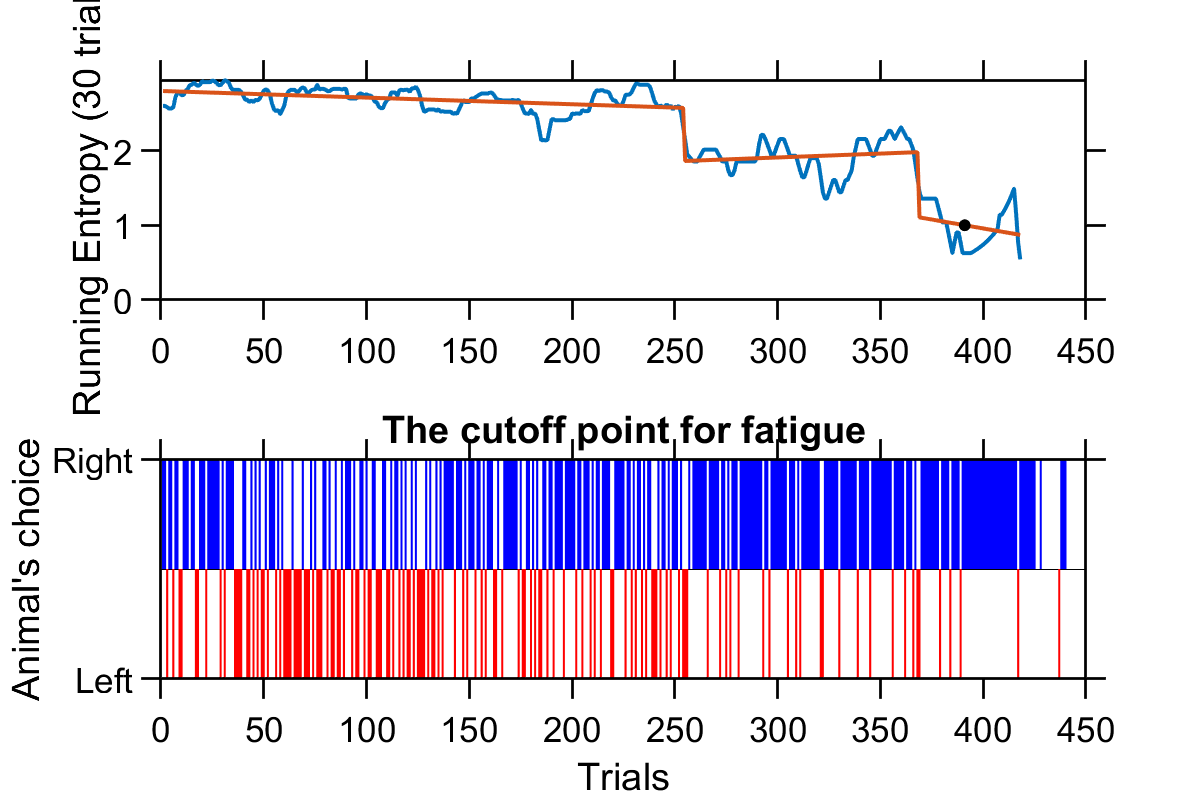 Running Entropy (30 trial
2
1
0
0 50 100 150 200 250 300 350 400 450
The cutoff point for fatigue
Animal's choice
Right
Left
0 50 100 150 200 250 300 350 400 450
Trials